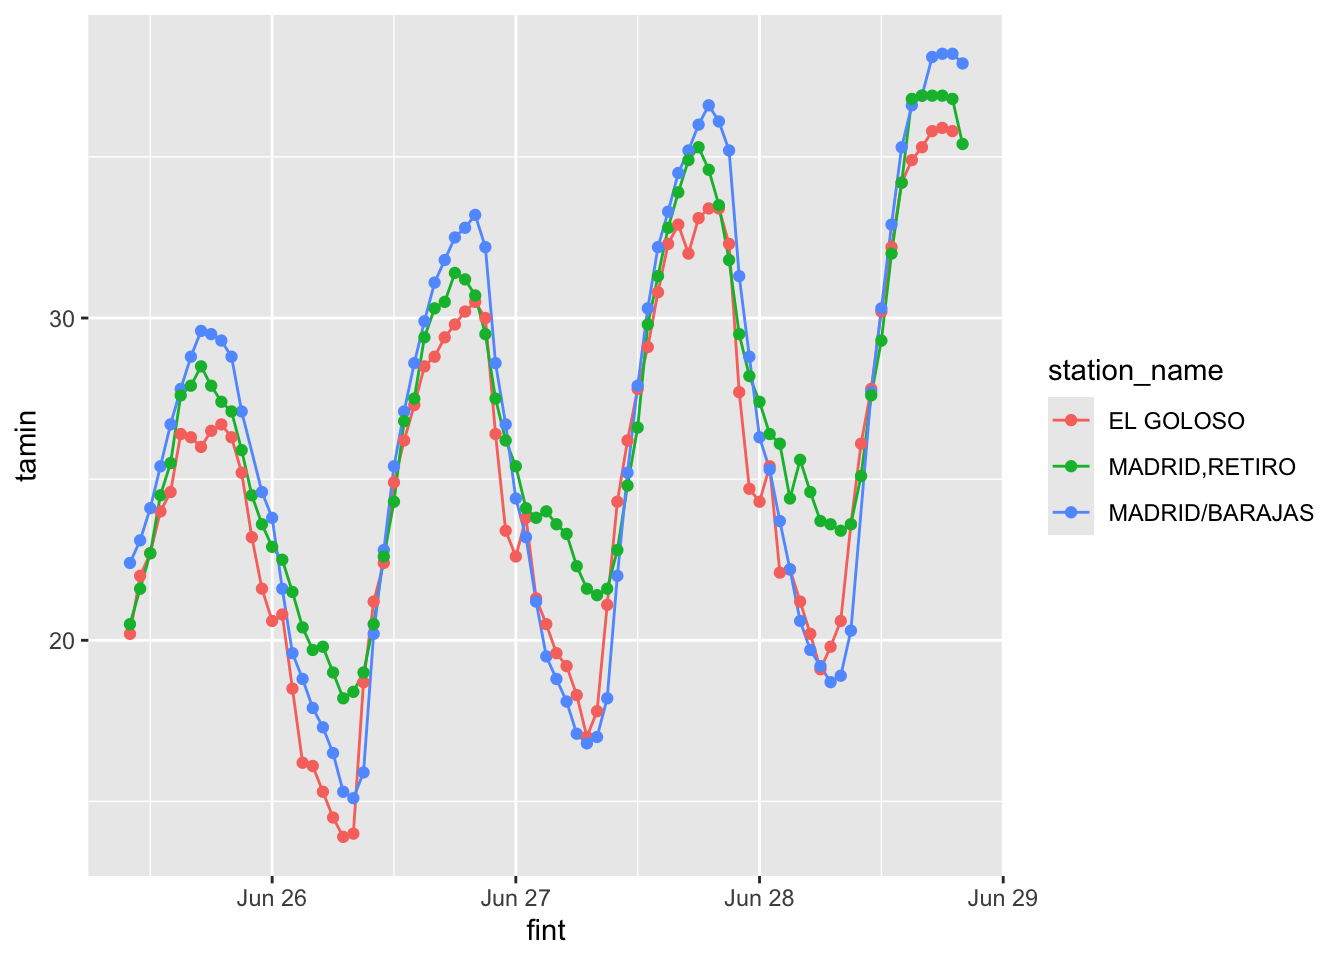 30
20
tamin
Jun 26
Jun 27
Jun 28
Jun 29
fint
station_name
EL GOLOSO
MADRID,RETIRO
MADRID/BARAJAS